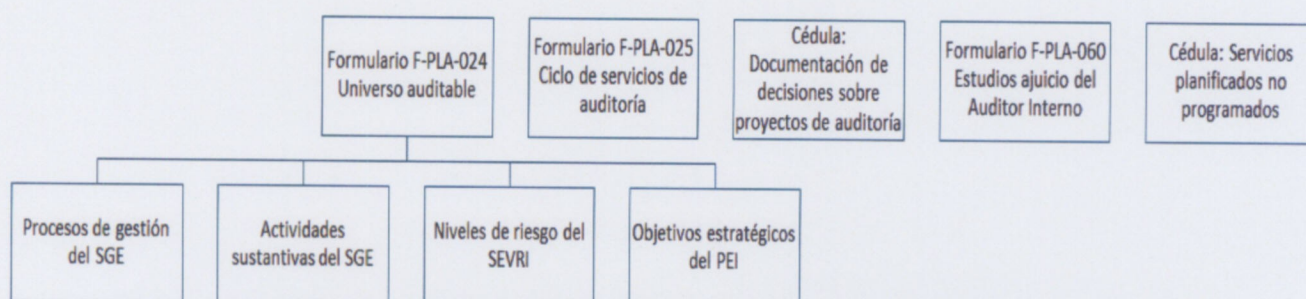 Formulario F-PLA-024
Universo auditable
Formulario F-PLA-025
Ciclo de servicios de
auditoría
Cédula:
Documentación de
decisiones sobre
proyectos de auditoría
Formulario F-PLA-060
Estudios ajuicio del
Auditor Interno
Cédula: Servicios
planificados no
programados
Procesos de gestión
del SGE
Actividades
sustantivas del SGE
Niveles de riesgo del
SEVRI
Objetivos estratégicos
del PEI